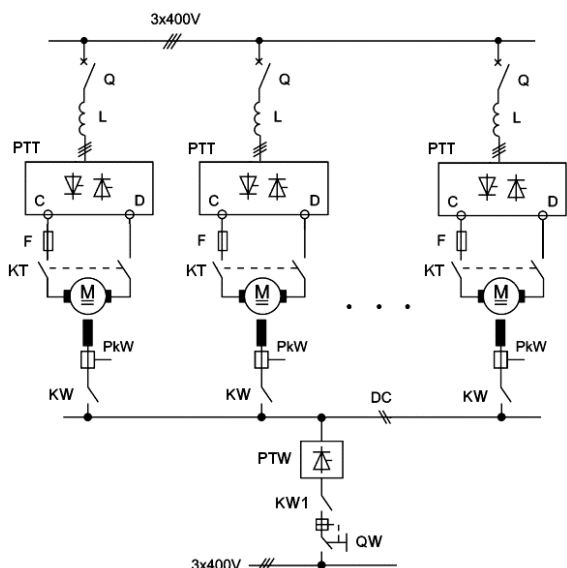 3x400V
Q Q Q
L L L
PTT PTT PTT
C D C D C D
F F F
KT KT KT
M M M
. . .
PkW PkW PkW
KW KW KW
DC
PTW
KW1
QW
3x400V